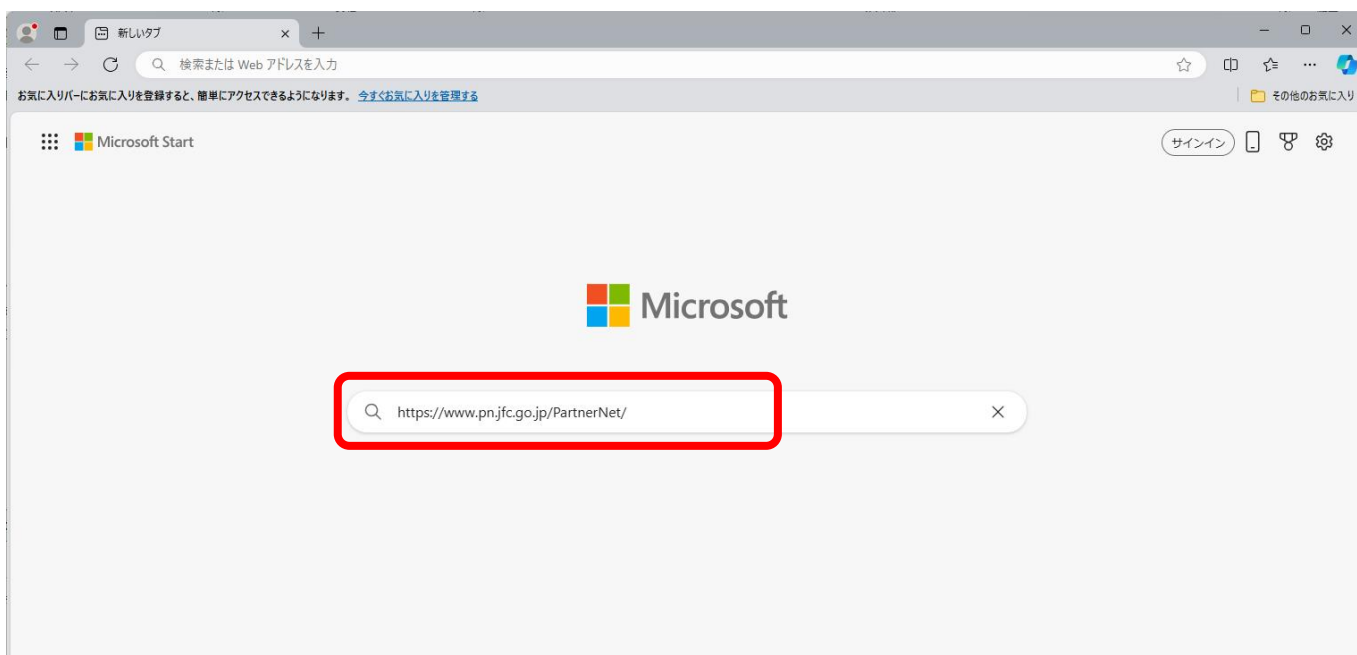 新しいタブ
検索または Web アドレスを入力
お気に入りバーにお気に入りを登録すると、簡単にアクセスできるようになります。 今すぐお気に入りを管理する
その他のお気に入り
Microsoft Start
サインイン
Microsoft
https://www.pn.jfc.go.jp/PartnerNet/